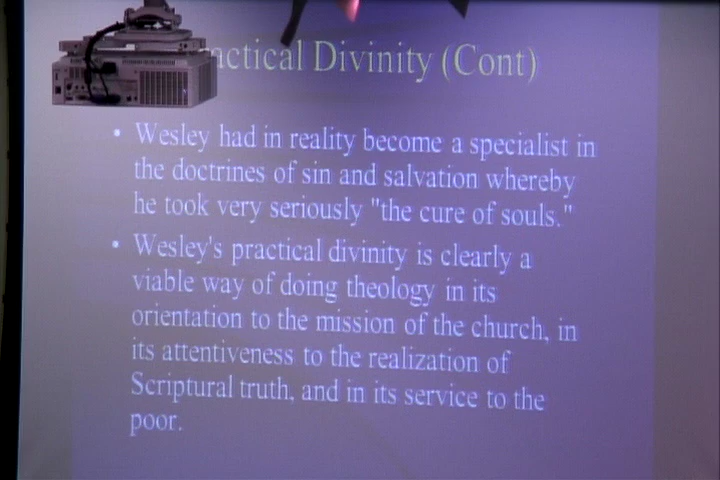 actical Divinity (Cont)
• Wesley had in reality become a specialist in
the doctrines of sin and salvation whereby
he took very seriously "the cure of souls."
• Wesley's practical divinity is clearly a
viable way of doing theology in its
orientation to the mission of the church, in
its attentiveness to the realization of
Scriptural truth, and in its service to the
poor.